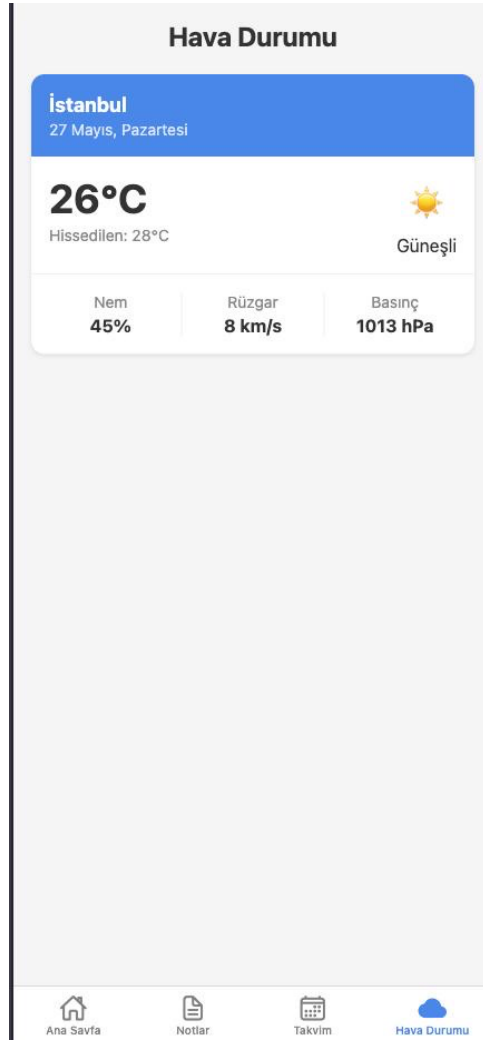 Hava Durumu
İstanbul
27 Mayıs, Pazartesi
26°C
Hissedilen: 28°C
Güneşli
Nem
45%
Rüzgar
8 km/s
Basınç
1013 hPa
Ana Savfa
Notlar
Takvim
Hava Durumu